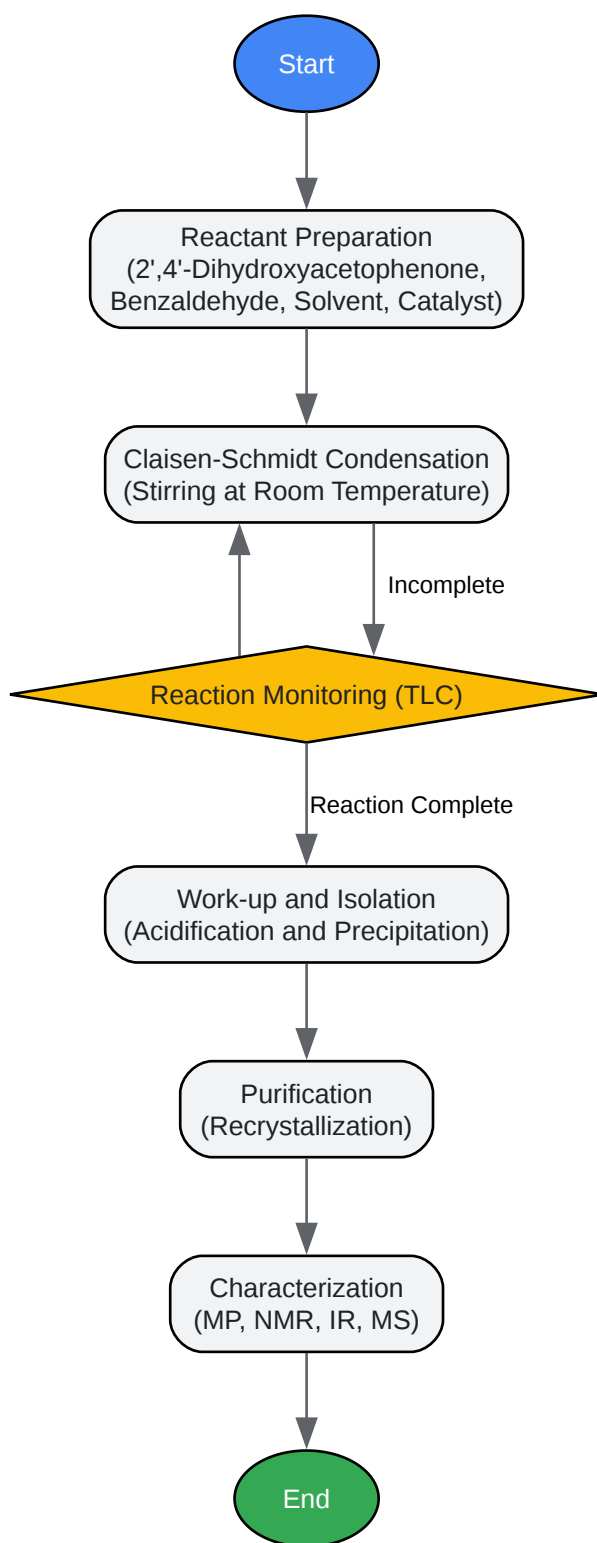 Start
Reactant Preparation
(2',4'-Dihydroxyacetophenone,
Benzaldehyde, Solvent, Catalyst)
Claisen-Schmidt Condensation
(Stirring at Room Temperature)
Incomplete
Reaction Monitoring (TLC)
Reaction Complete
Work-up and Isolation
(Acidification and Precipitation)
Purification
(Recrystallization)
Characterization
(MP, NMR, IR, MS)
End